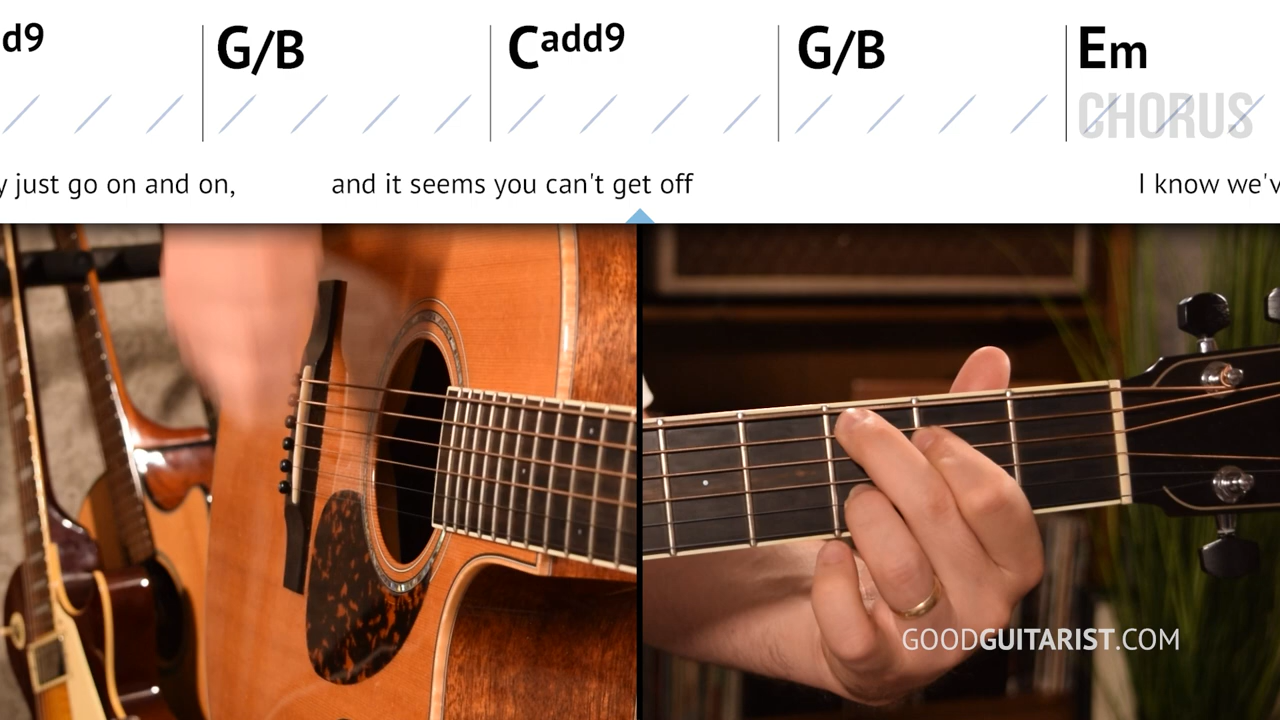 d9 G/B Cadd9 G/B Em
CHORUS
y just go on and on, and it seems you can't get off I know we'v
GOODGUITARIST.COM